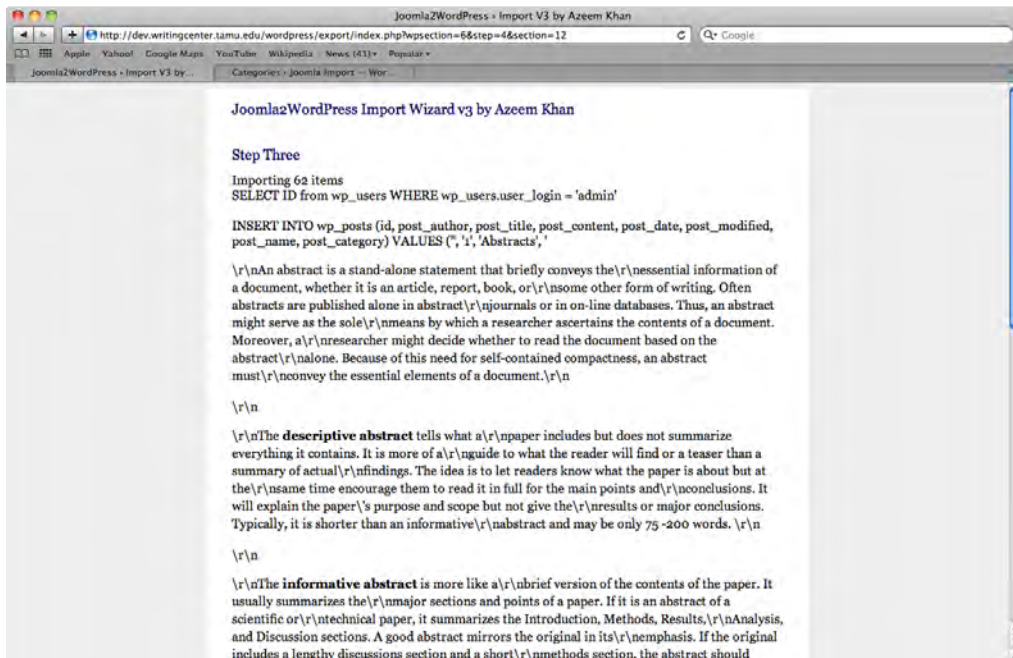 Joomla2WordPress › Import V3 by Azeem Khan
http://dev.writingcenter.tamu.edu/wordpress/export/index.php?wpsection=6&step=4&section=12
Google
Apple Yahoo! Google Maps YouTube Wikipedia News (41) Popular
Joomla2WordPress › Import V3 by...
Categories › Joomla Import — Wor...
Joomla2WordPress Import Wizard v3 by Azeem Khan
Step Three
Importing 62 items
SELECT ID from wp_users WHERE wp_users.user_login = 'admin'
INSERT INTO wp_posts (id, post_author, post_title, post_content, post_date, post_modified,
post_name, post_category) VALUES ('', '1', 'Abstracts', '
\r\nAn abstract is a stand-alone statement that briefly conveys the\r\nessential information of
a document, whether it is an article, report, book, or\r\nsome other form of writing. Often
abstracts are published alone in abstract\r\njournals or in on-line databases. Thus, an abstract
might serve as the sole\r\nmeans by which a researcher ascertains the contents of a document.
Moreover, a\r\nresearcher might decide whether to read the document based on the
abstract\r\nalone. Because of this need for self-contained compactness, an abstract
must\r\nconvey the essential elements of a document.\r\n
\r\n
\r\nThe descriptive abstract tells what a\r\npaper includes but does not summarize
everything it contains. It is more of a\r\nguide to what the reader will find or a teaser than a
summary of actual\r\nfindings. The idea is to let readers know what the paper is about but at
the\r\nsame time encourage them to read it in full for the main points and\r\nconclusions. It
will explain the paper\'s purpose and scope but not give the\r\nresults or major conclusions.
Typically, it is shorter than an informative\r\nabstract and may be only 75 -200 words. \r\n
\r\n
\r\nThe informative abstract is more like a\r\nbrief version of the contents of the paper. It
usually summarizes the\r\nmajor sections and points of a paper. If it is an abstract of a
scientific or\r\ntechnical paper, it summarizes the Introduction, Methods, Results,\r\nAnalysis,
and Discussion sections. A good abstract mirrors the original in its\r\nemphasis. If the original
includes a lengthy discussions section and a short\r\nmethods section, the abstract should